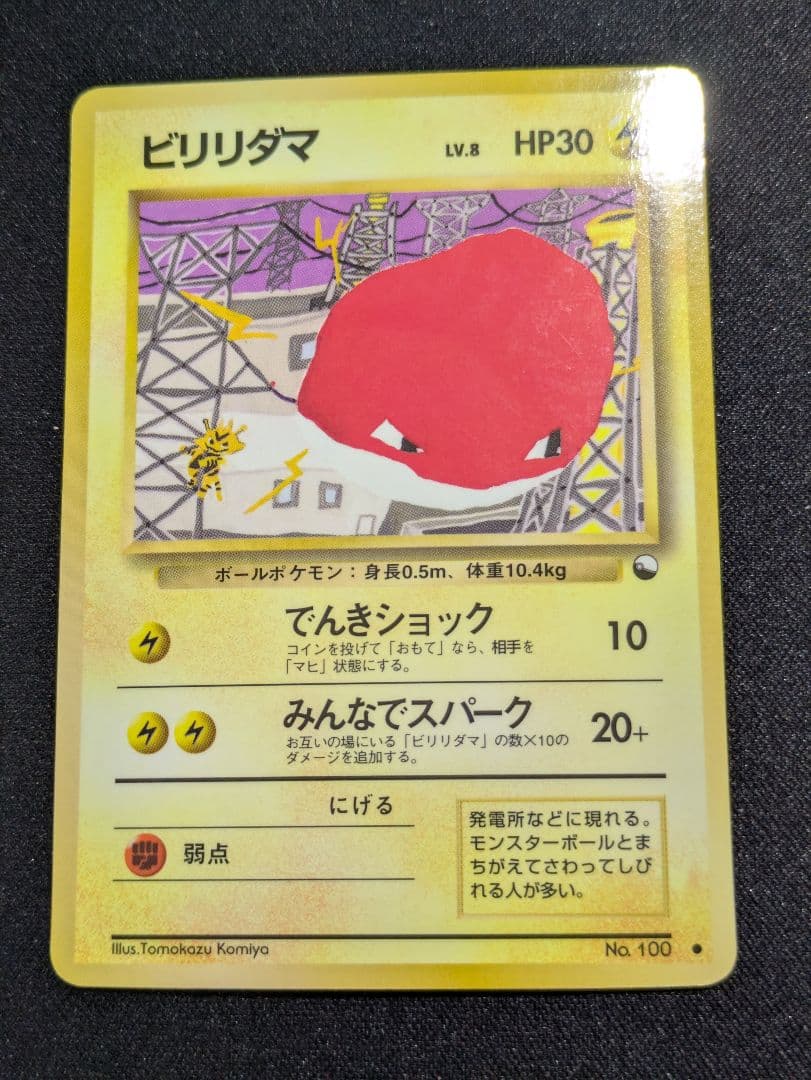 ビリリダマ LV.8 HP30
ボールポケモン：身長0.5m、体重10.4kg
でんきショック 10
コインを投げて「おもて」なら、相手を
「マヒ」状態にする。
みんなでスパーク 20+
お互いの場にいる「ビリリダマ」の数×10の
ダメージを追加する。
にげる
弱点
発電所などに現れる。
モンスターボールとま
ちがえてさわってしび
れる人が多い。
Illus.Tomokazu Komiya No. 100 ●